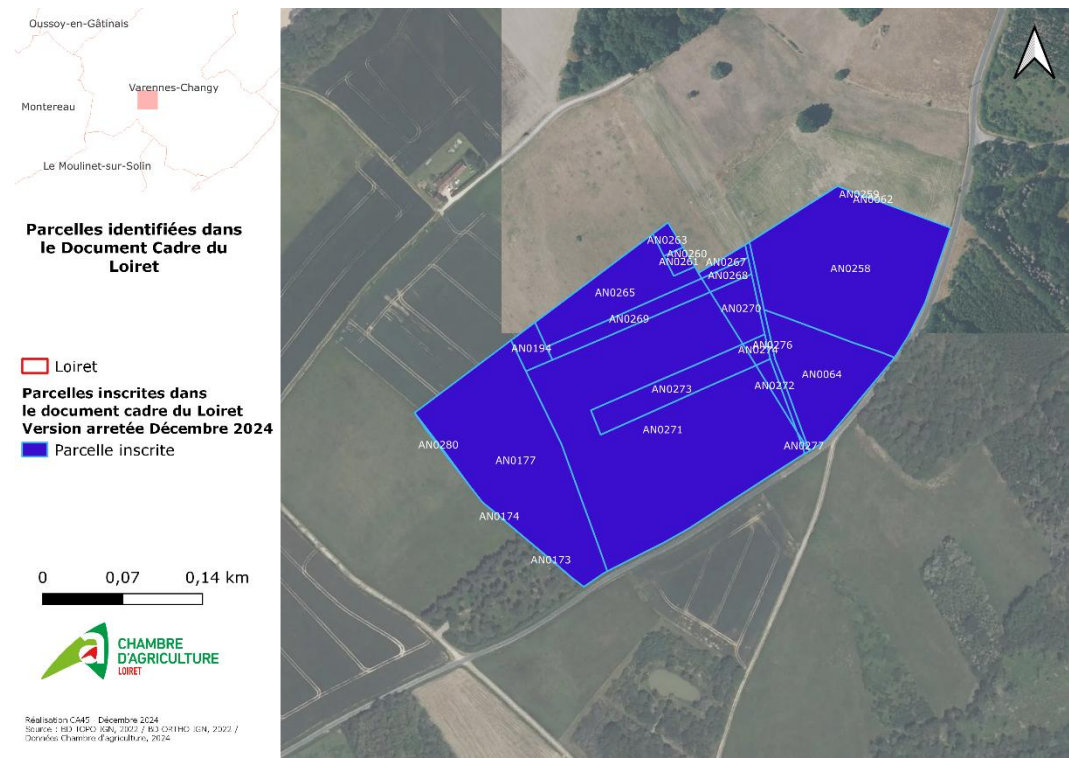 Oussoy-en-Gâtinais
Varennes-Changy
Montereau
Le Moulinet-sur-Solin
Parcelles identifiées dans
le Document Cadre du
Loiret
Loiret
Parcelles inscrites dans
le document cadre du Loiret
Version arretée Décembre 2024
Parcelle inscrite
0 0,07 0,14 km
CHAMBRE
D'AGRICULTURE
LOIRET
Réalisation CA45 - Décembre 2024
Source : BD TOPO IGN, 2022 / BD ORTHO IGN, 2022 /
Données Chambre d'agriculture, 2024
AN0259
AN0062
AN0263
AN0260
AN0261
AN0267
AN0258
AN0268
AN0265
AN0270
AN0269
AN0276
AN0194
AN0274
AN0064
AN0272
AN0273
AN0271
AN0280
AN0277
AN0177
AN0174
AN0173